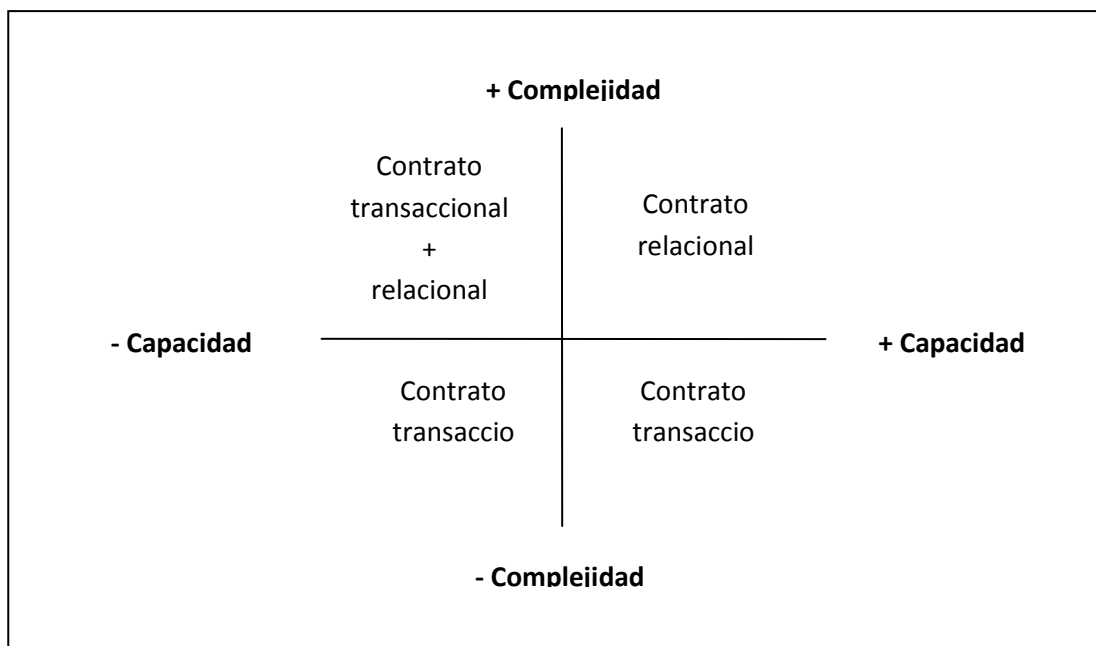 + Complejidad
Contrato
transaccional
+
relacional
Contrato
relacional
- Capacidad
+ Capacidad
Contrato
transaccio
Contrato
transaccio
- Complejidad